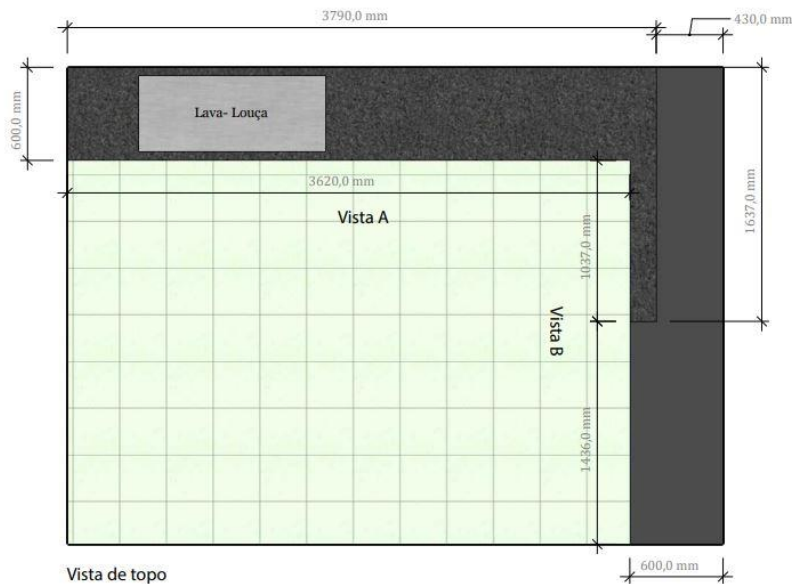 3790,0 mm
430,0 mm
600,0 mm
Lava- Louça
3620,0 mm
Vista A
1037,0 mm
1637,0 mm
Vista B
1436,0 mm
Vista de topo
600,0 mm